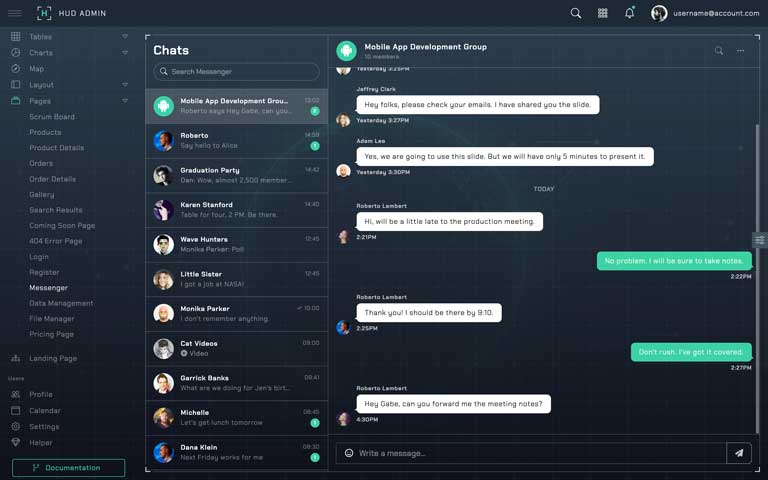 HUD ADMIN
username@account.com
Tables
Charts
Map
Layout
Pages
Scrum Board
Products
Product Details
Orders
Order Details
Gallery
Search Results
Coming Soon Page
404 Error Page
Login
Register
Messenger
Data Management
File Manager
Pricing Page
Landing Page
Users
Profile
Calendar
Settings
Helper
Documentation
Chats
Search Messenger
Mobile App Development Grou... 13:02
Roberto says Hey Gabe, can you... 2
Roberto 14:59
Say hello to Alice 1
Graduation Party 14:42
Dan: Wow, almost 2,500 member...
Karen Stanford 14:40
Table for four, 2 PM. Be there.
Wave Hunters 12:45
Monika Parker: Poll
Little Sister 12:45
I got a job at NASA!
Monika Parker 10:00
I don't remember anything.
Cat Videos 09:00
Video
Garrick Banks 08:41
What are we doing for Jen's birt...
Michelle 08:45
Let's yet lunch tomorrow 1
Dana Klein 08:30
Next Friday works for me 1
Mobile App Development Group
- 10 members
Yesterday 3:25PM
Jaffrey Clark
Hey folks, please check your emails. I have shared you the slide.
Yesterday 3:27PM
Adam Lee
Yes, we are going to use this slide. But we will have only 5 minutes to present it.
Yesterday 3:30PM
TODAY
Roberto Lambert
Hi, will be a little late to the production meeting.
2:21PM
No problem. I will be sure to take notes.
2:22PM
Roberto Lambert
Thank you! I should be there by 9:10.
2:25PM
Don't rush. I've got it covered.
2:27PM
Roberto Lambert
Hey Gabe, can you forward me the meeting notes?
4:30PM
Write a message...